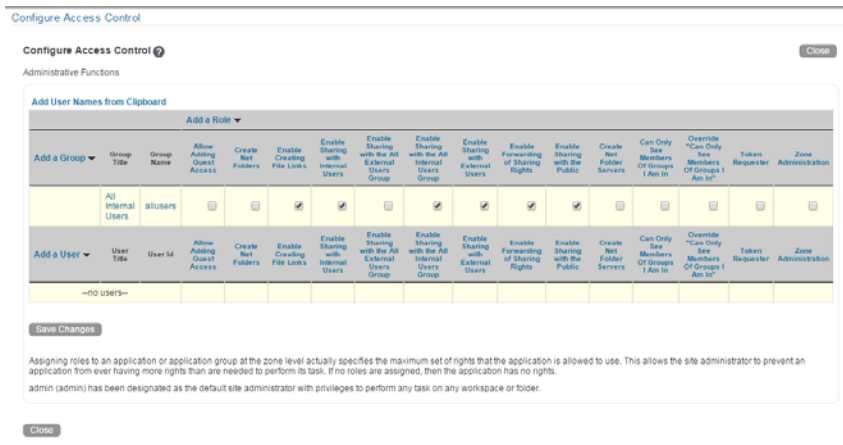 Configure Access Control
Configure Access Control ?
Close
Administrative Functions
Add User Names from Clipboard
Add a Role
Add a Group
Group Title
Group Name
Allow Adding Guest Access
Create Net Folders
Enable Creating File Links
Enable Sharing with Internal Users
Enable Sharing with the All External Users Group
Enable Sharing with the All Internal Users Group
Enable Sharing with External Users
Enable Forwarding of Sharing Rights
Enable Sharing with the Public
Create Net Folder Servers
Can Only See Members Of Groups I Am In
Override "Can Only See Members Of Groups I Am In"
Token Requester
Zone Administration
All Internal Users
allusers
Add a User
User Title
User Id
Allow Adding Guest Access
Create Net Folders
Enable Creating File Links
Enable Sharing with Internal Users
Enable Sharing with the All External Users Group
Enable Sharing with the All Internal Users Group
Enable Sharing with External Users
Enable Forwarding of Sharing Rights
Enable Sharing with the Public
Create Net Folder Servers
Can Only See Members Of Groups I Am In
Override "Can Only See Members Of Groups I Am In"
Token Requester
Zone Administration
--no users--
Save Changes
Assigning roles to an application or application group at the zone level actually specifies the maximum set of rights that the application is allowed to use. This allows the site administrator to prevent an
application from ever having more rights than are needed to perform its task. If no roles are assigned, then the application has no rights.
admin (admin) has been designated as the default site administrator with privileges to perform any task on any workspace or folder.
Close